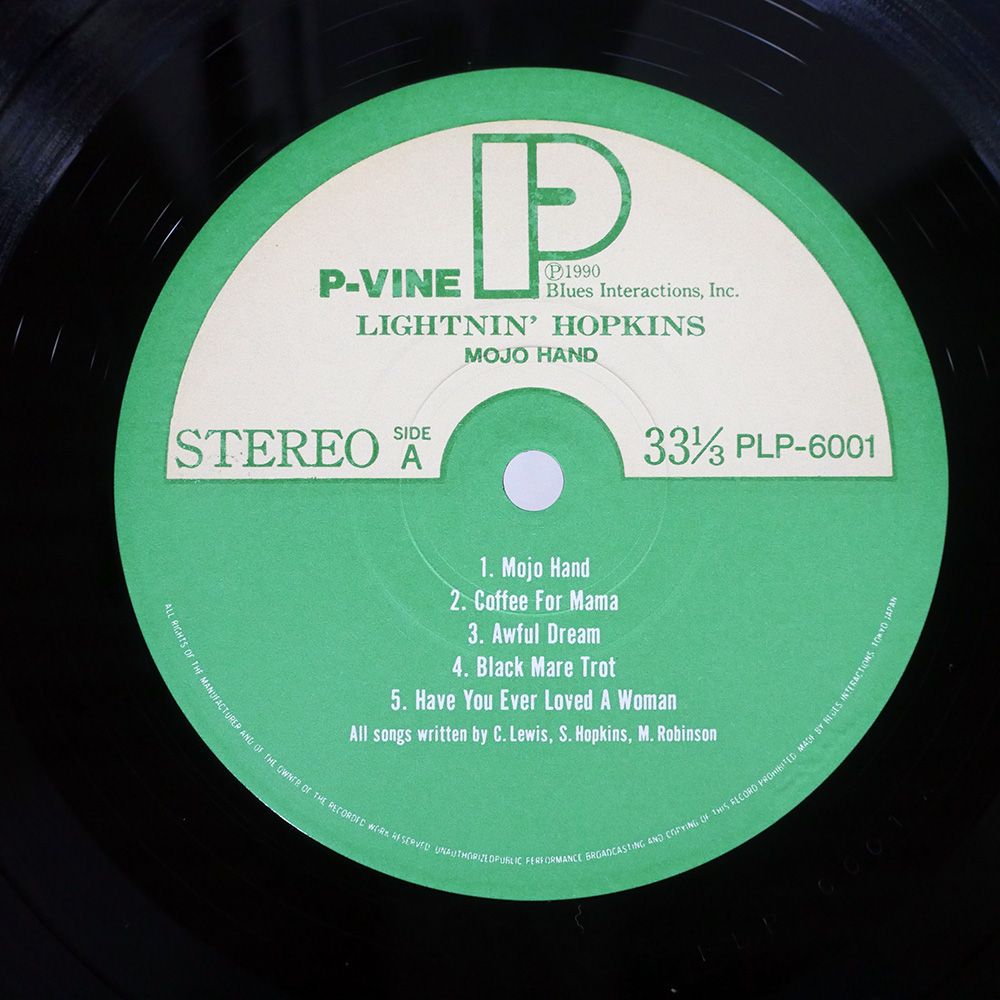 P-VINE
Ⓟ1990
Blues Interactions, Inc.
LIGHTNIN' HOPKINS
MOJO HAND
STEREO
SIDE
A
33⅓ PLP-6001
1. Mojo Hand
2. Coffee For Mama
3. Awful Dream
4. Black Mare Trot
5. Have You Ever Loved A Woman
All songs written by C. Lewis, S. Hopkins, M. Robinson
ALL RIGHTS OF THE MANUFACTURER AND OF THE OWNER OF THE RECORDED WORK RESERVED UNAUTHORIZEDPUBLIC PERFORMANCE BROADCASTING AND COPYING OF THIS RECORD PROHIBITED MADE BY BLUES INTERACTIONS, TOKYO JAPAN